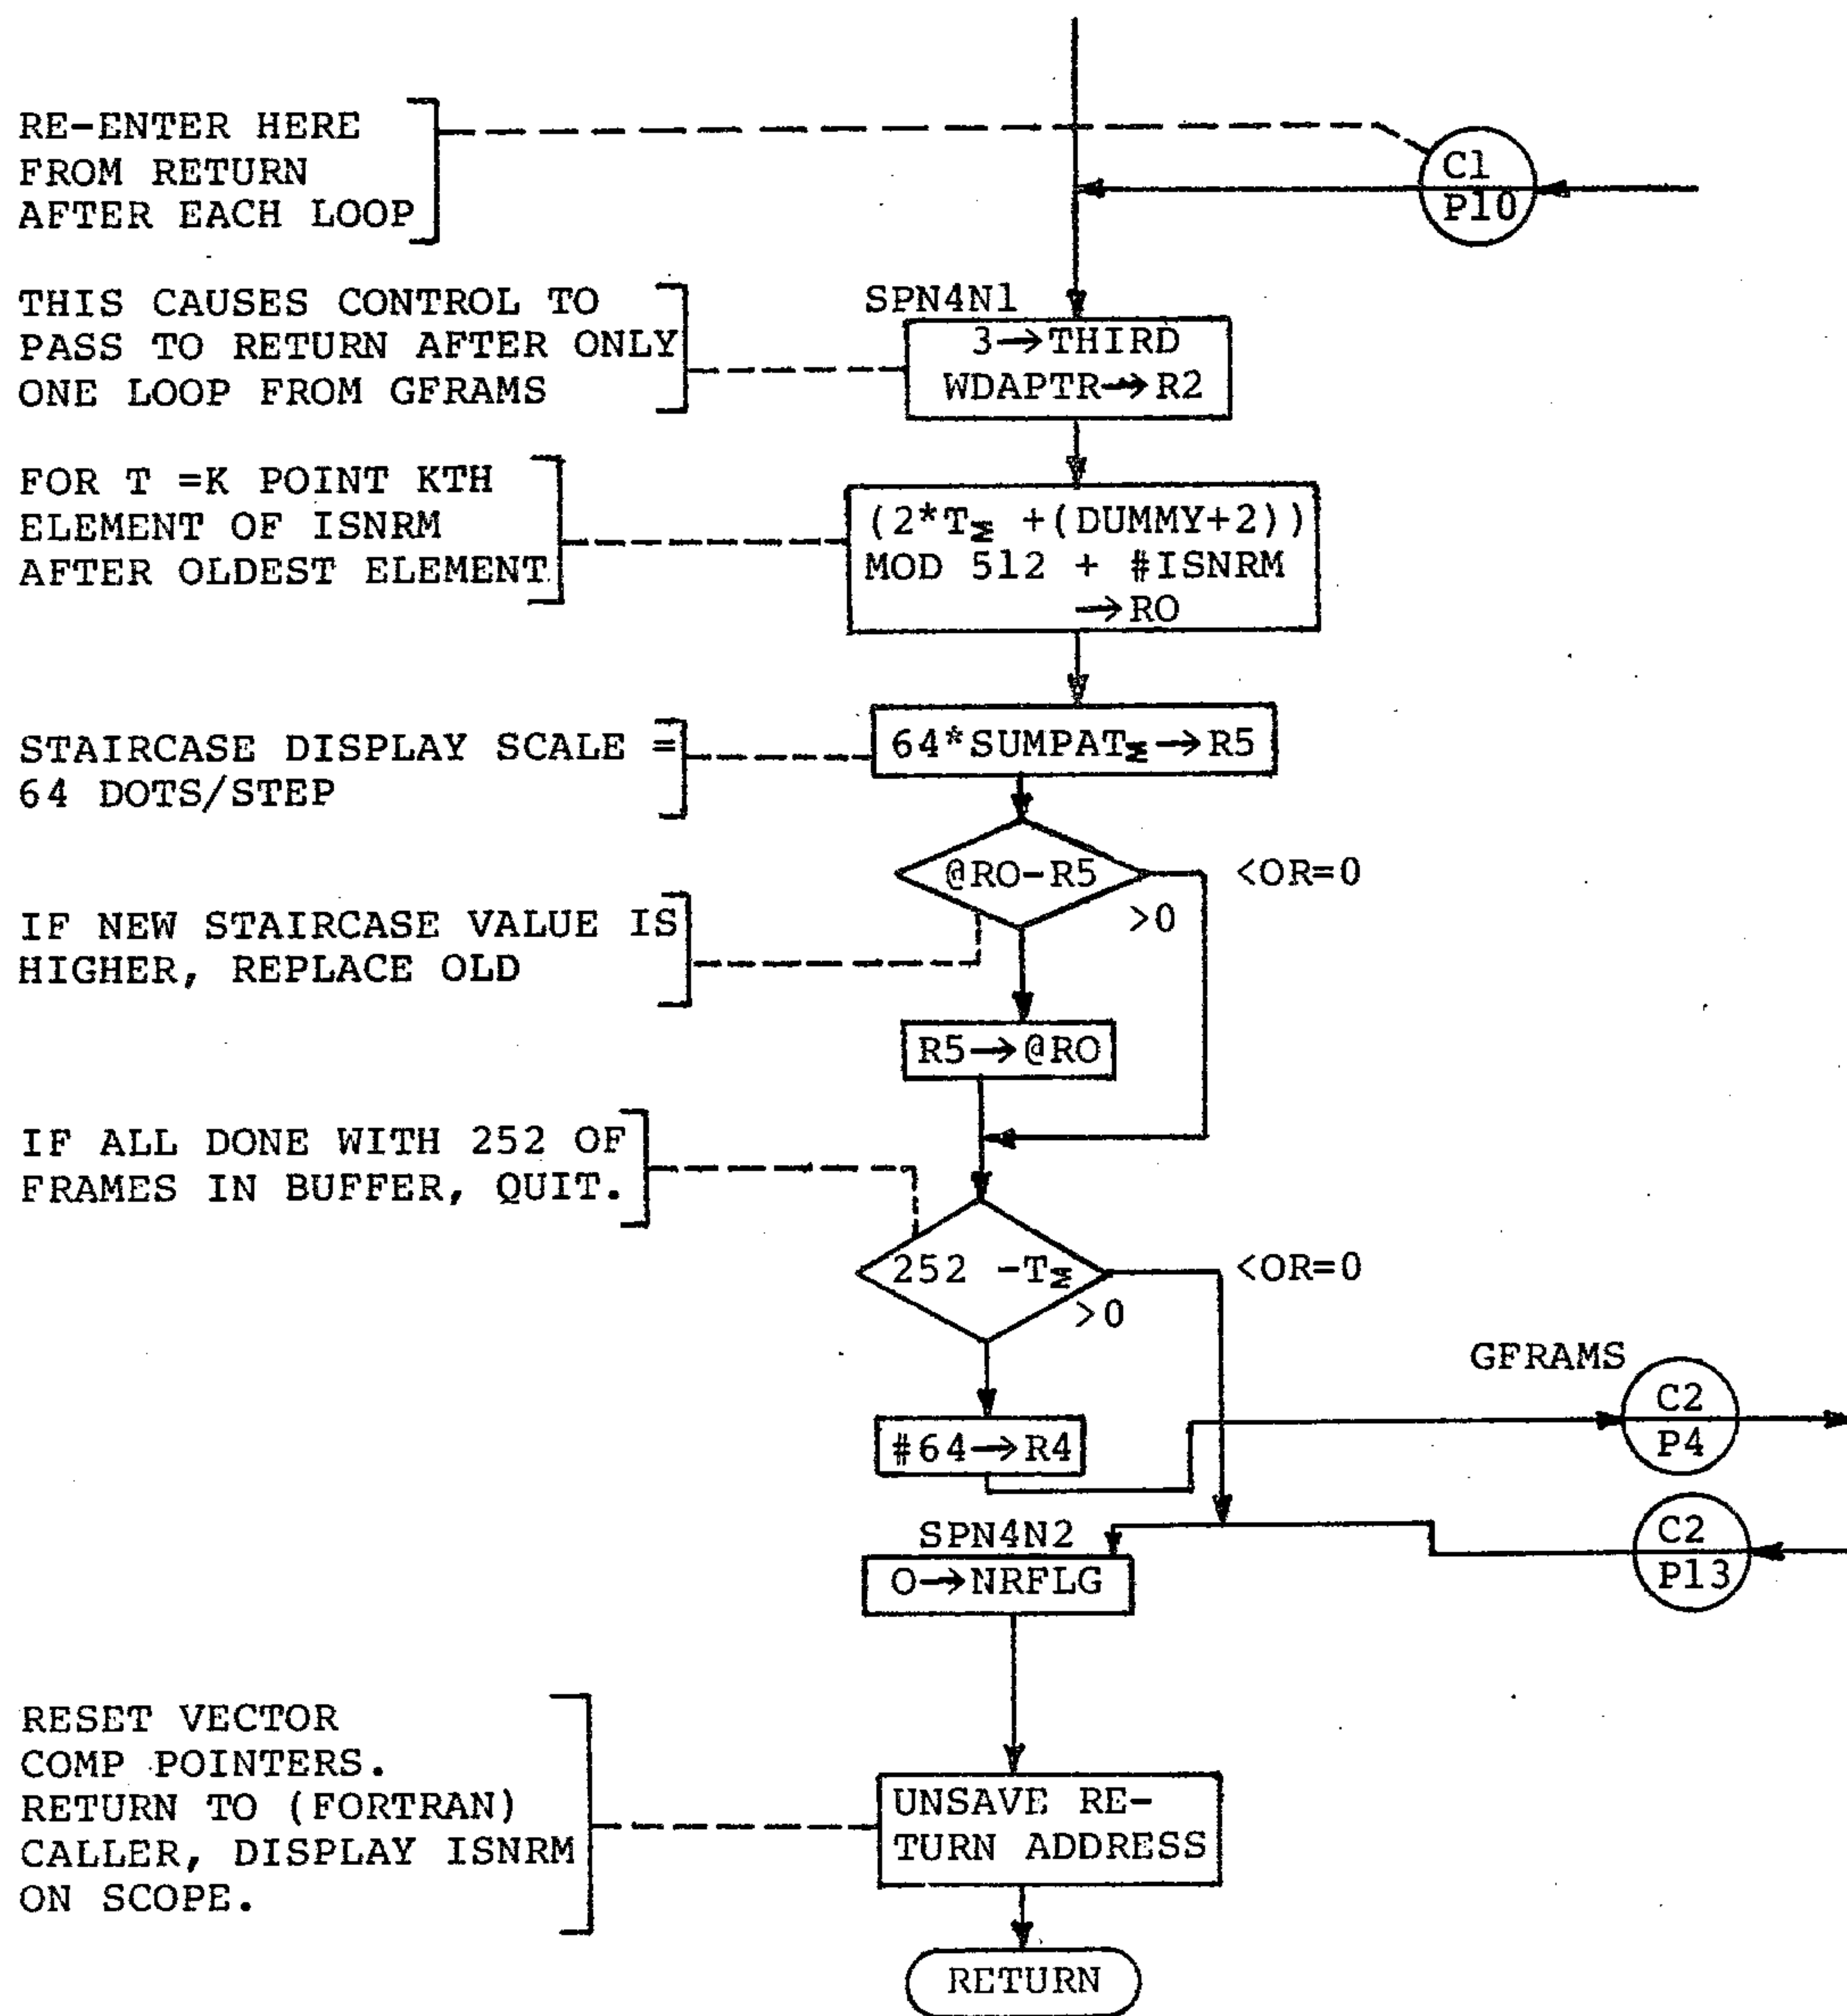 RE-ENTER HERE
FROM RETURN
AFTER EACH LOOP
C1
P10
THIS CAUSES CONTROL TO
PASS TO RETURN AFTER ONLY
ONE LOOP FROM GFRAMS
SPN4N1
3→THIRD
WDAPTR→R2
FOR T =K POINT KTH
ELEMENT OF ISNRM
AFTER OLDEST ELEMENT
(2*T_M +(DUMMY+2))
MOD 512 + #ISNRM
→RO
STAIRCASE DISPLAY SCALE =
64 DOTS/STEP
64*SUMPAT_M→R5
@RO-R5
<OR=0
>0
IF NEW STAIRCASE VALUE IS
HIGHER, REPLACE OLD
R5→@RO
IF ALL DONE WITH 252 OF
FRAMES IN BUFFER, QUIT.
252 -T_M
<OR=0
>0
GFRAMS
C2
P4
#64→R4
SPN4N2
O→NRFLG
C2
P13
RESET VECTOR
COMP POINTERS.
RETURN TO (FORTRAN)
CALLER, DISPLAY ISNRM
ON SCOPE.
UNSAVE RE-
TURN ADDRESS
RETURN